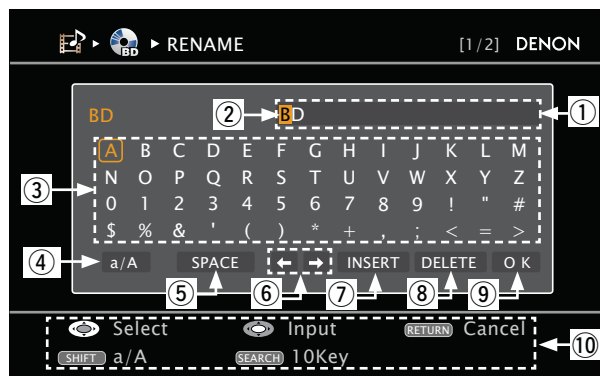 BD ▸ RENAME [1/2] DENON
BD ② BD ①
③
A B C D E F G H I J K L M
N O P Q R S T U V W X Y Z
0 1 2 3 4 5 6 7 8 9 ! " #
$ % & ' ( ) * + , ; < = >
④ a/A SPACE ← → INSERT DELETE O K
⑤ ⑥ ⑦ ⑧ ⑨
Select Input RETURN Cancel ⑩
SHIFT a/A SEARCH 10Key